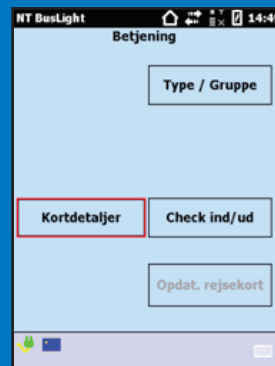 NT BusLight 14:4
Betjening
Type / Gruppe
Kortdetaljer
Check ind/ud
Opdat. rejsekort